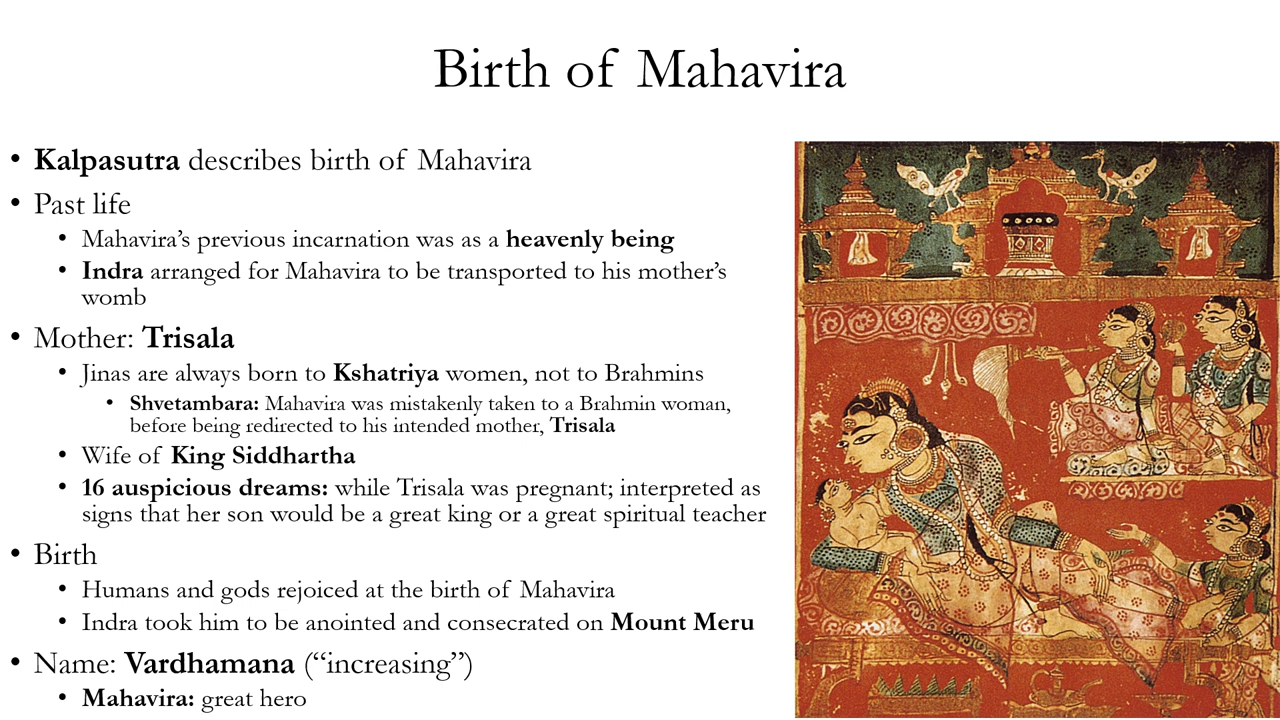 Birth of Mahavira
• Kalpasutra describes birth of Mahavira
• Past life
• Mahavira’s previous incarnation was as a heavenly being
• Indra arranged for Mahavira to be transported to his mother’s
womb
• Mother: Trisala
• Jinas are always born to Kshatriya women, not to Brahmins
• Shvetambara: Mahavira was mistakenly taken to a Brahmin woman,
before being redirected to his intended mother, Trisala
• Wife of King Siddhartha
• 16 auspicious dreams: while Trisala was pregnant; interpreted as
signs that her son would be a great king or a great spiritual teacher
• Birth
• Humans and gods rejoiced at the birth of Mahavira
• Indra took him to be anointed and consecrated on Mount Meru
• Name: Vardhamana (“increasing”)
• Mahavira: great hero